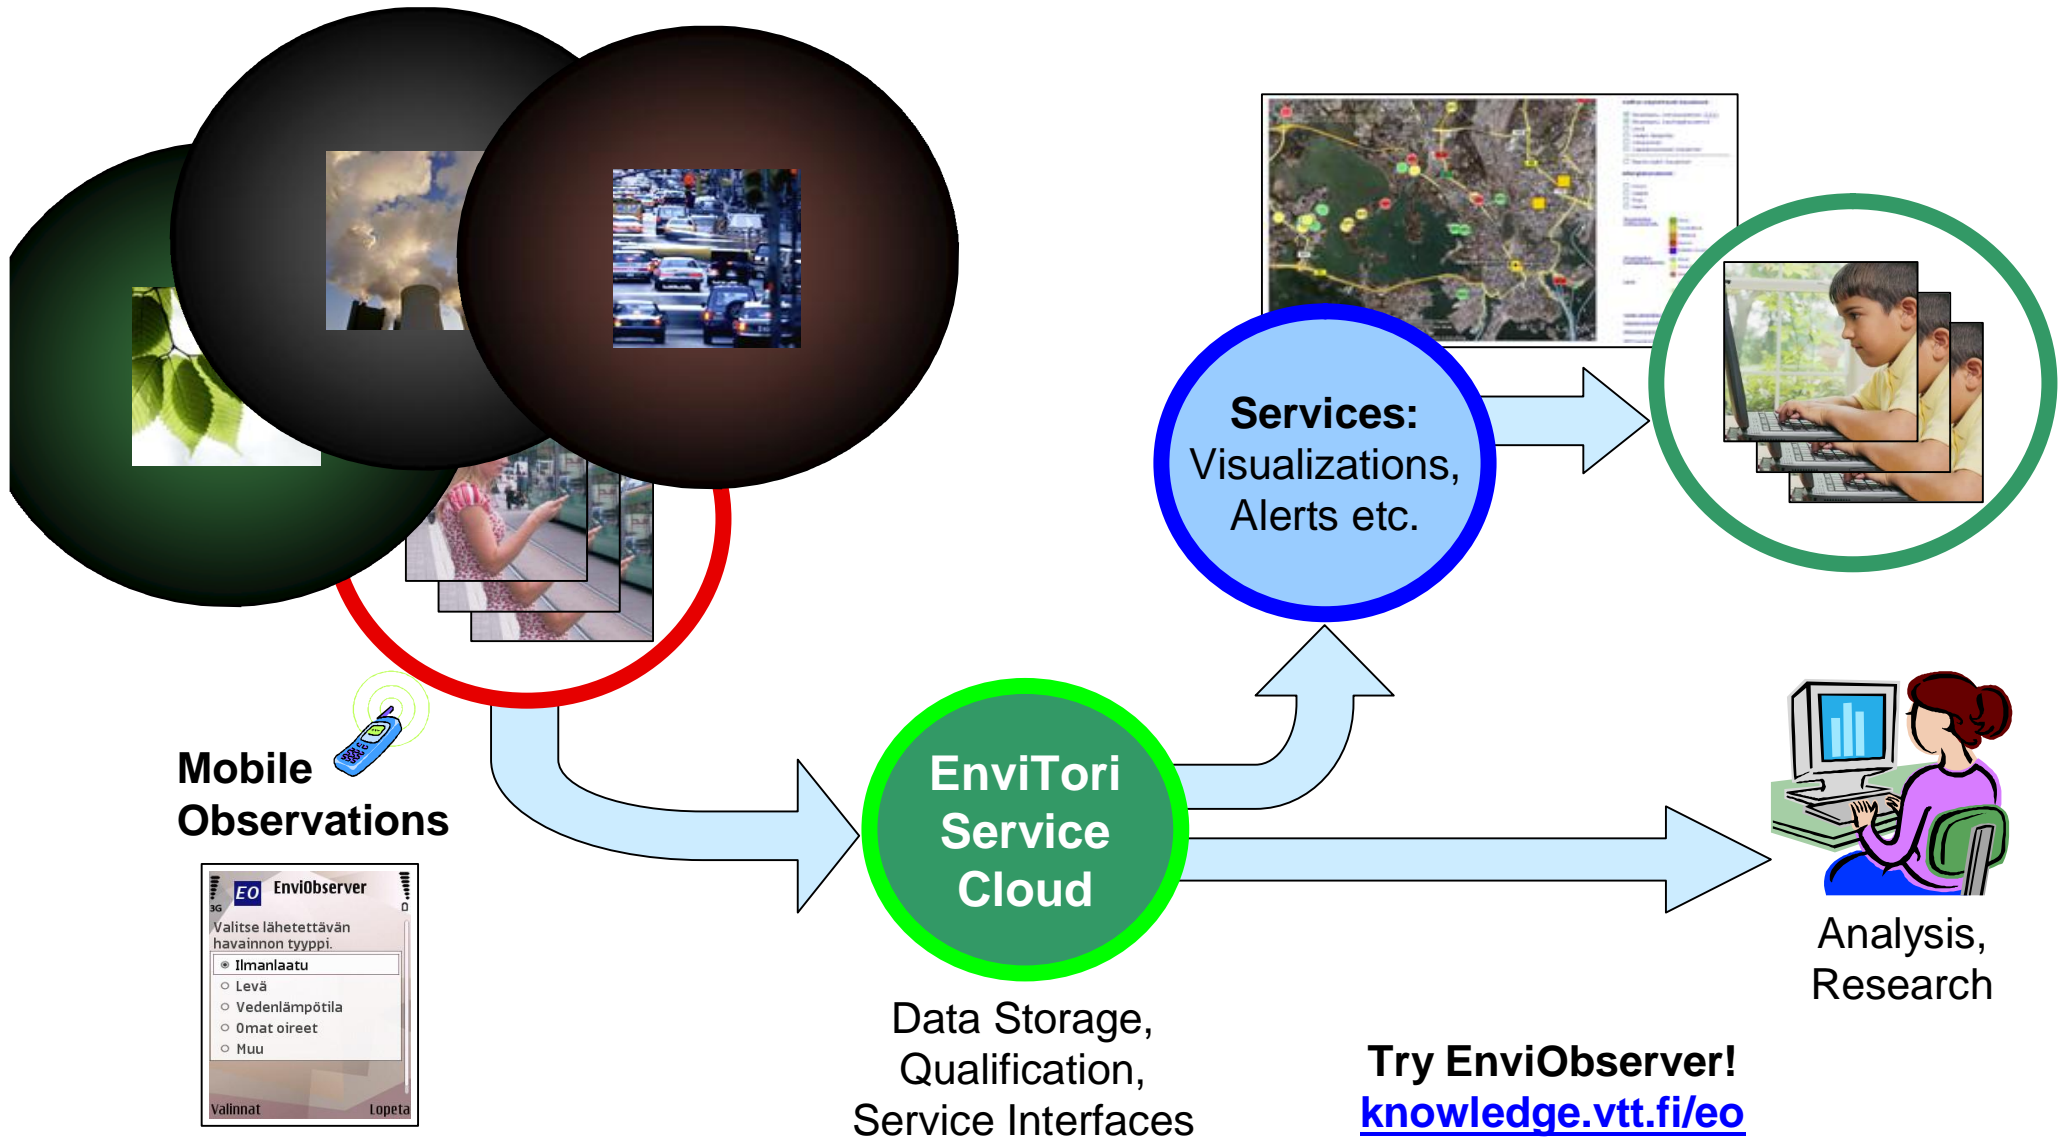 Services:
Visualizations,
Alerts etc.
Mobile
Observations
EnviTori
Service
Cloud
3G
EO
EnviObserver
Valitse lähetettävän
havainnon tyyppi.
Ilmanlaatu
Levä
Vedenlämpötila
Omat oireet
Muu
Valinnat
Lopeta
Data Storage,
Qualification,
Service Interfaces
Analysis,
Research
Try EnviObserver!
knowledge.vtt.fi/eo